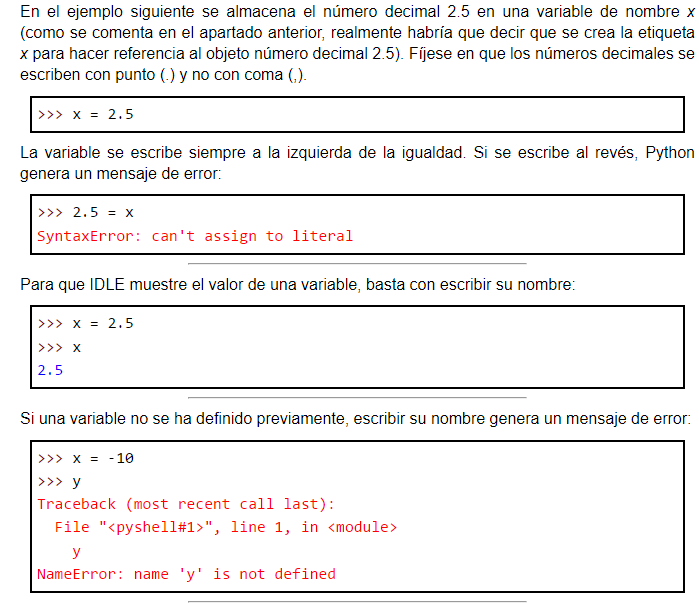 En el ejemplo siguiente se almacena el número decimal 2.5 en una variable de nombre x
(como se comenta en el apartado anterior, realmente habría que decir que se crea la etiqueta
x para hacer referencia al objeto número decimal 2.5). Fíjese en que los números decimales se
escriben con punto (.) y no con coma (,).
>>> x = 2.5
La variable se escribe siempre a la izquierda de la igualdad. Si se escribe al revés, Python
genera un mensaje de error:
>>> 2.5 = x
SyntaxError: can't assign to literal
Para que IDLE muestre el valor de una variable, basta con escribir su nombre:
>>> x = 2.5
>>> x
2.5
Si una variable no se ha definido previamente, escribir su nombre genera un mensaje de error:
>>> x = -10
>>> y
Traceback (most recent call last):
  File "<pyshell#1>", line 1, in <module>
    y
NameError: name 'y' is not defined